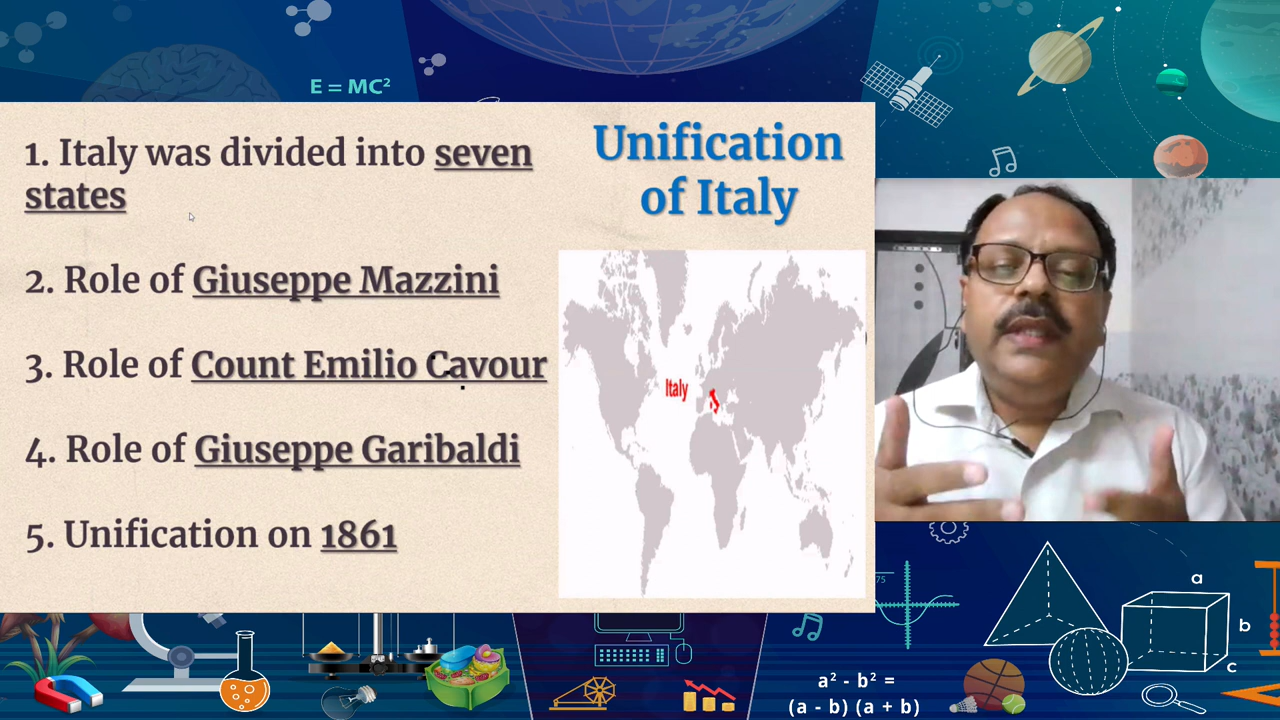 E = MC²
1. Italy was divided into seven
states
2. Role of Giuseppe Mazzini
3. Role of Count Emilio Cavour
4. Role of Giuseppe Garibaldi
5. Unification on 1861
Unification
of Italy
Italy
75
a
b
c
a² - b² =
(a - b) (a + b)